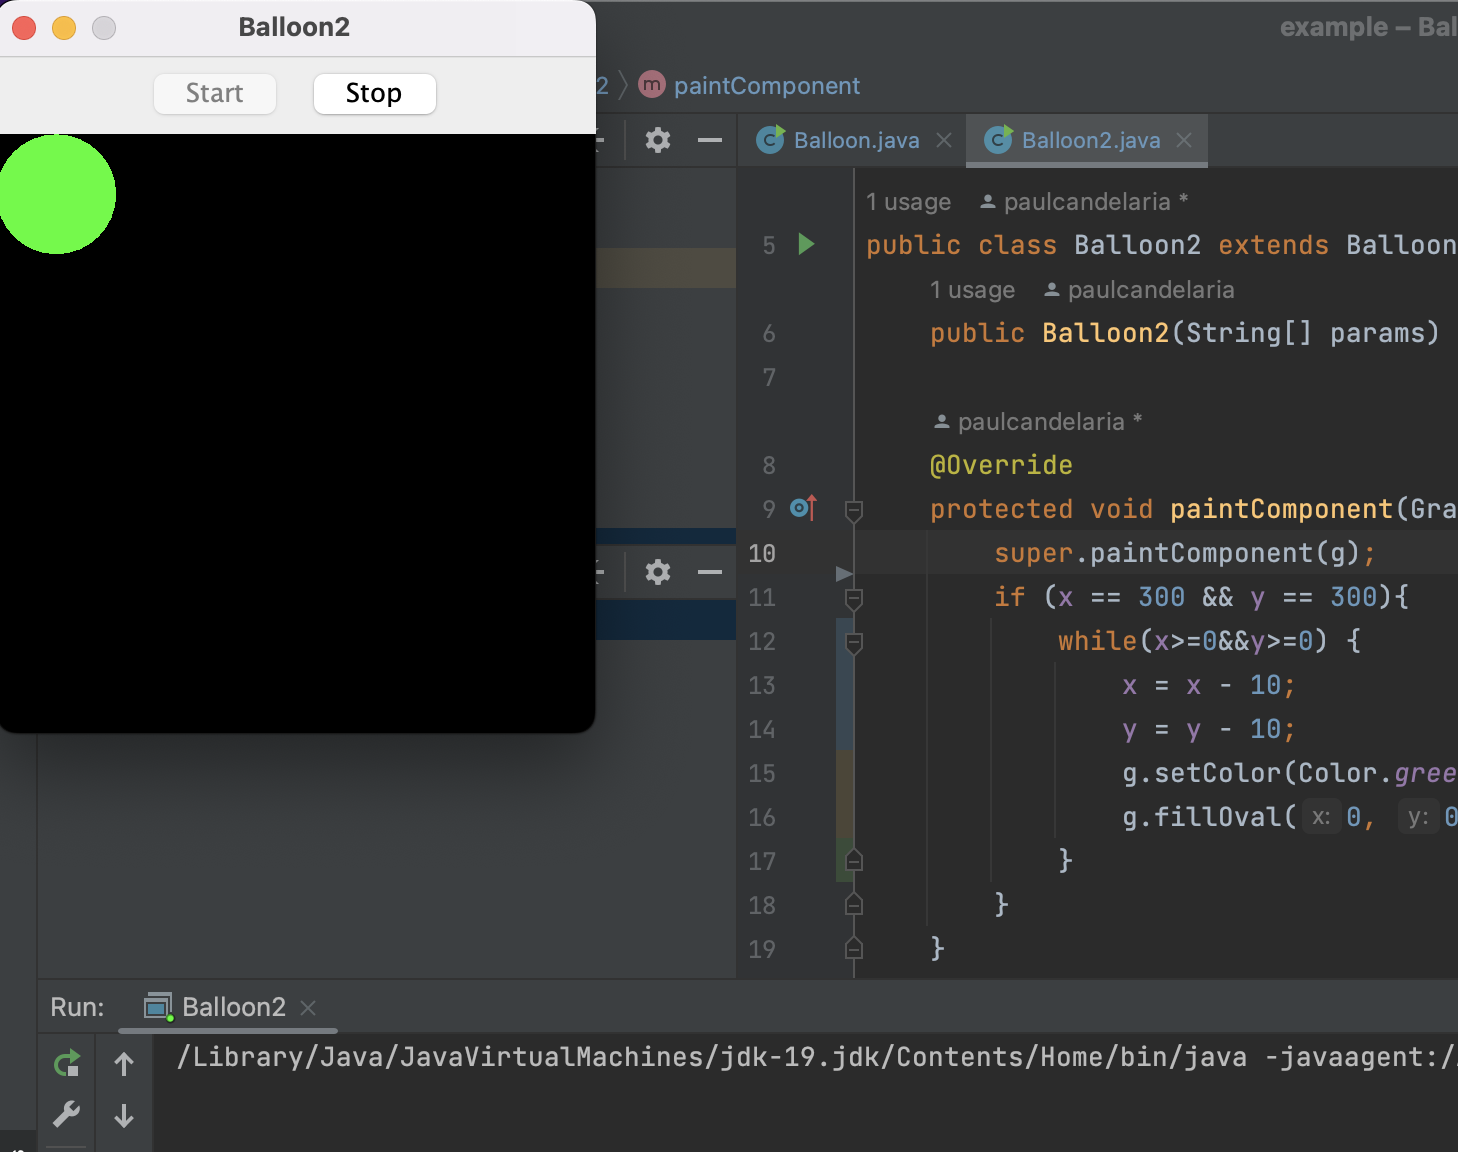 Balloon2
example – Bal
Start Stop
2 paintComponent
Balloon.java Balloon2.java
1 usage paulcandelaria *
5 public class Balloon2 extends Balloon
1 usage paulcandelaria
6 public Balloon2(String[] params)
7
paulcandelaria *
8 @Override
9 protected void paintComponent(Gra
10 super.paintComponent(g);
11 if (x == 300 && y == 300){
12 while(x>=0&&y>=0) {
13 x = x - 10;
14 y = y - 10;
15 g.setColor(Color.gree
16 g.fillOval( x: 0, y: 0
17 }
18 }
19 }
Run: Balloon2
/Library/Java/JavaVirtualMachines/jdk-19.jdk/Contents/Home/bin/java -javaagent:/